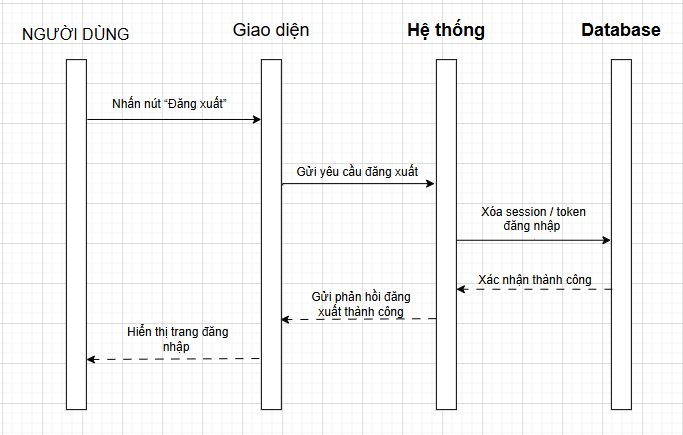 NGƯỜI DÙNG
Giao diện
Hệ thống
Database
Nhấn nút “Đăng xuất”
Gửi yêu cầu đăng xuất
Xóa session / token
đăng nhập
Xác nhận thành công
Gửi phản hồi đăng
xuất thành công
Hiển thị trang đăng
nhập